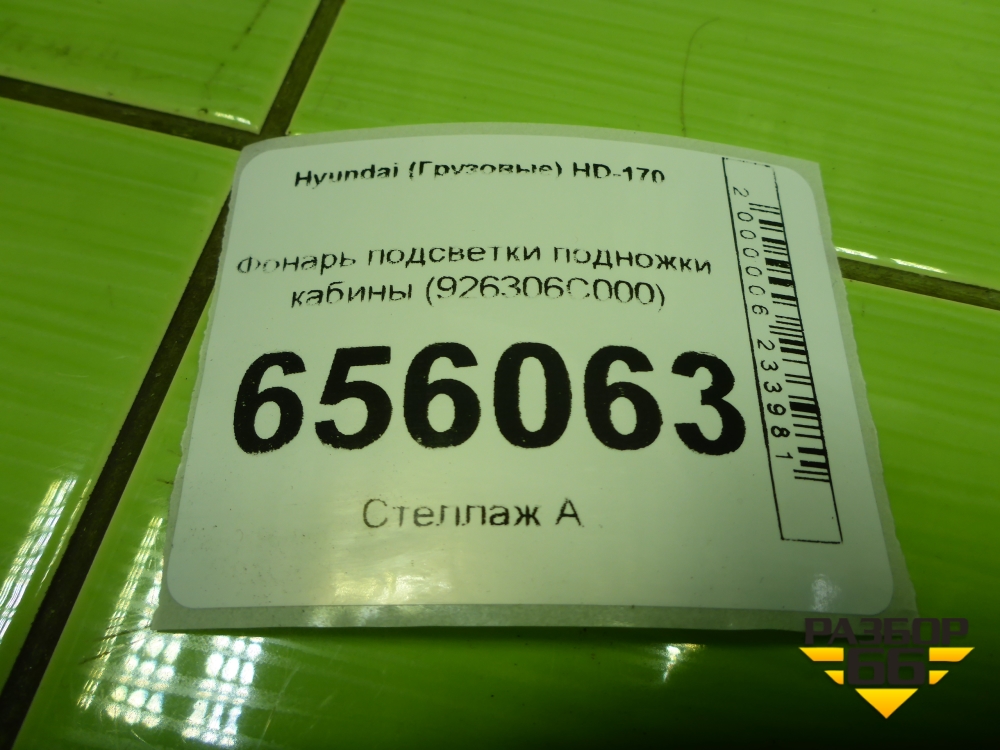 Hyundai (Грузовые) HD-170
Фонарь подсветки подножки
кабины (926306C000)
656063
Стеллаж А
2000006233981
РАЗБОР
66